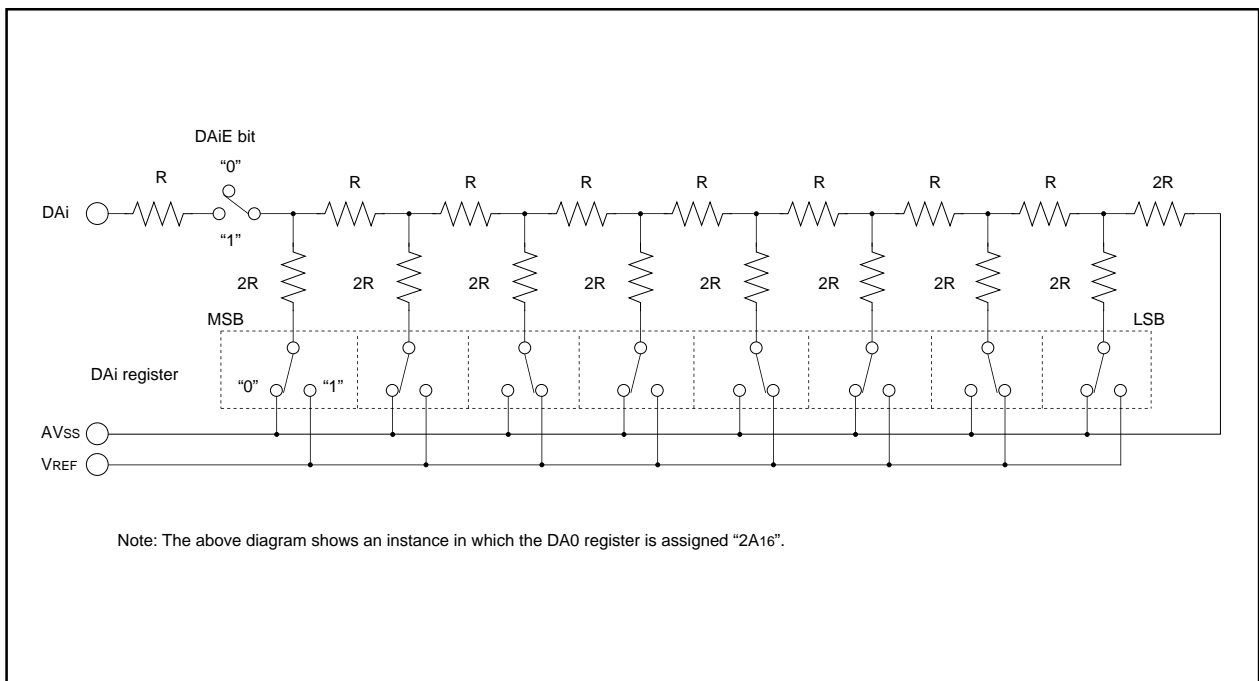 DAiE bit
“0”
R R R R R R R R 2R
DAi
“1”
2R 2R 2R 2R 2R 2R 2R 2R
MSB LSB
DAi register
“0” “1”
AVSS
VREF
Note: The above diagram shows an instance in which the DA0 register is assigned “2A16”.